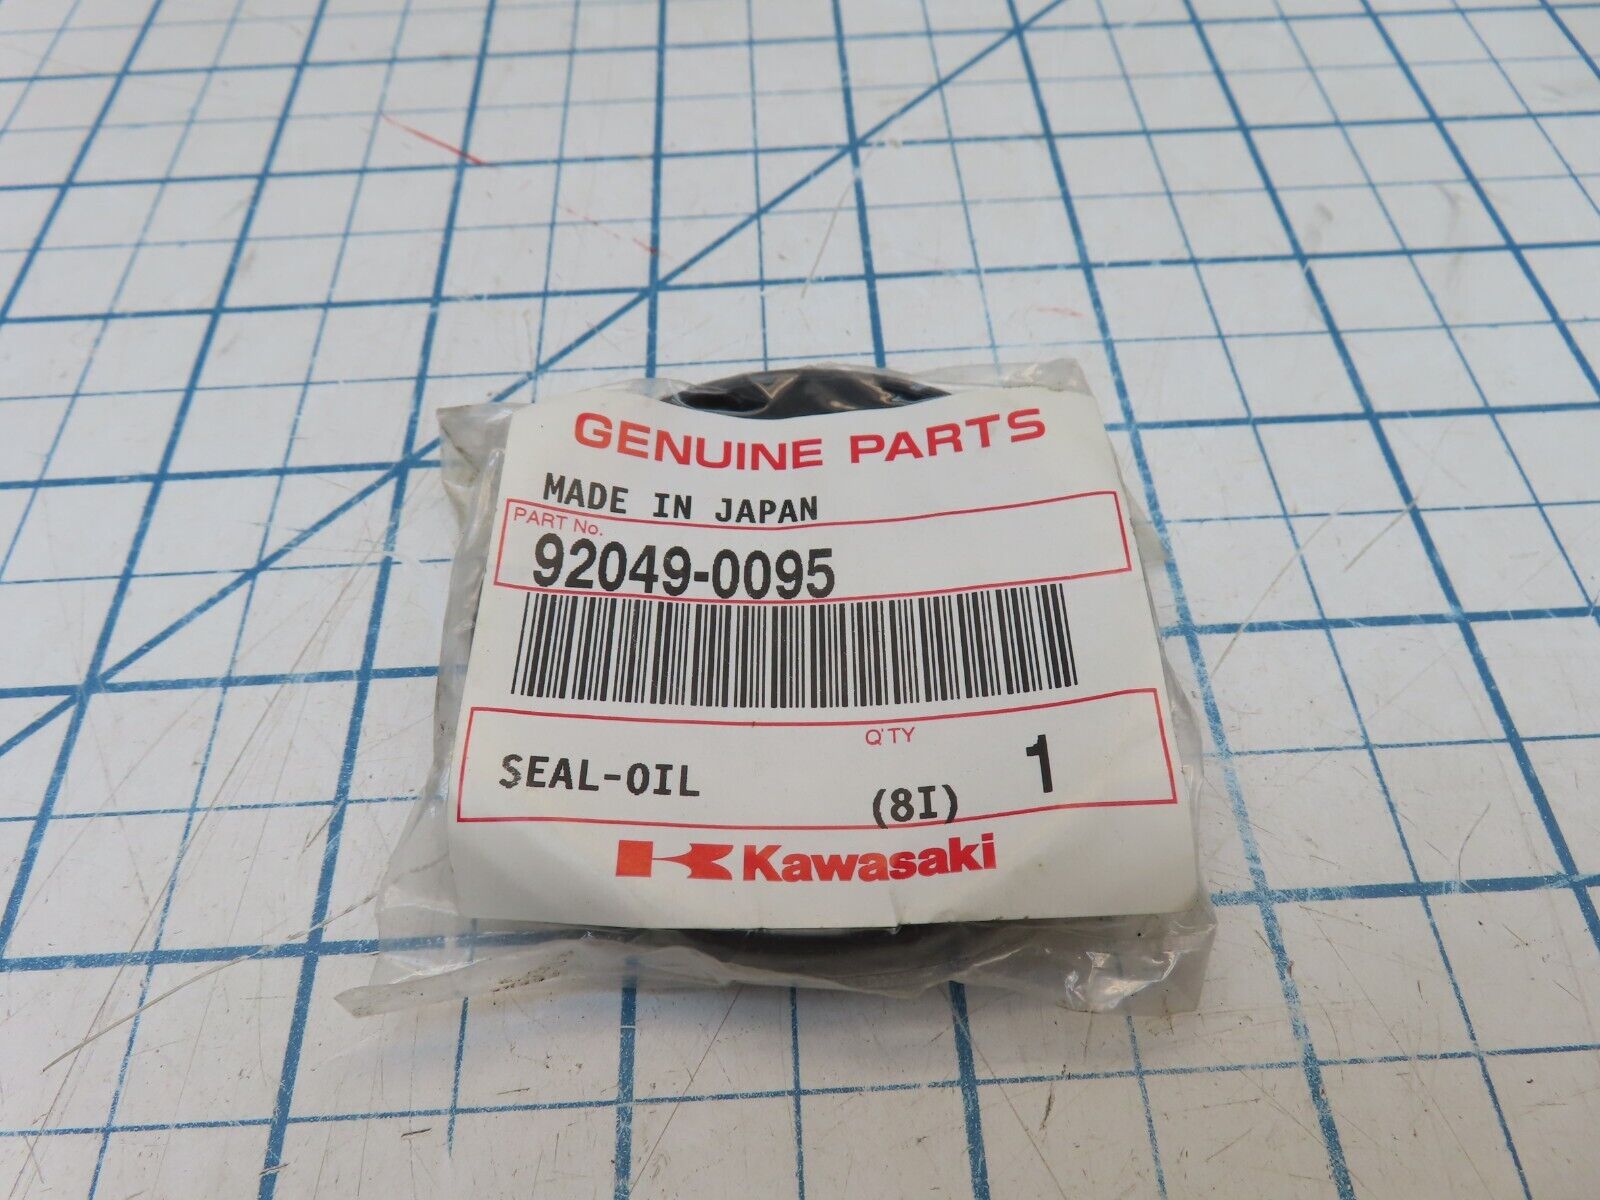 GENUINE PARTS
MADE IN JAPAN
PART No.
92049-0095
Q'TY
SEAL-OIL (8I) 1
Kawasaki